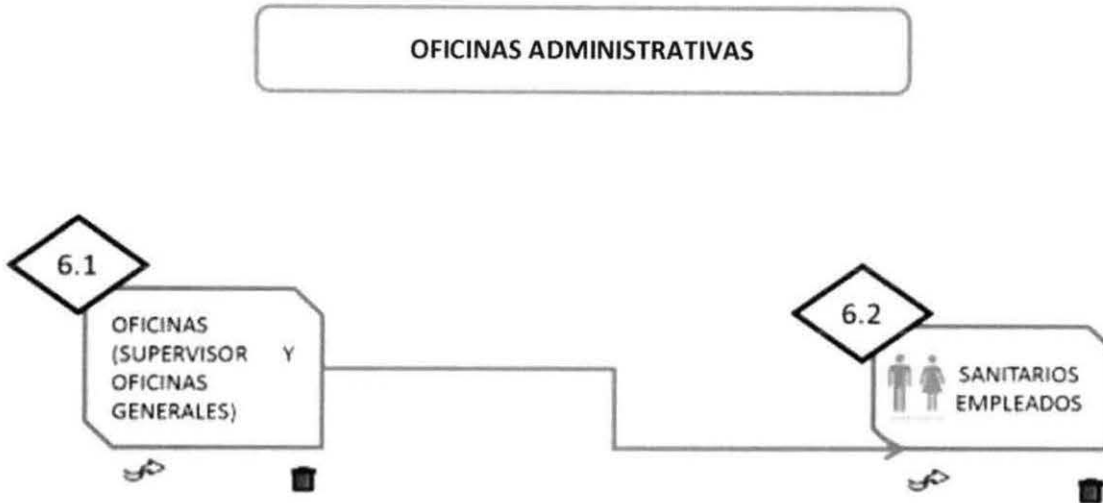 OFICINAS ADMINISTRATIVAS
6.1
OFICINAS
(SUPERVISOR Y
OFICINAS
GENERALES)
6.2
SANITARIOS
EMPLEADOS